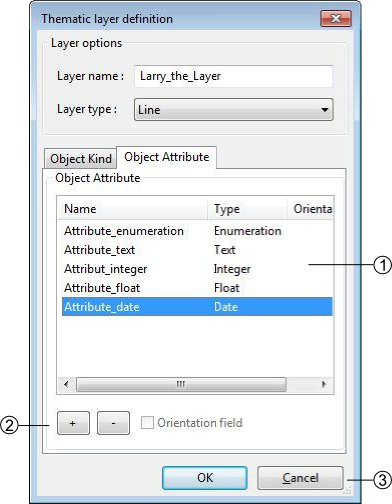 Thematic layer definition
Layer options
Layer name : Larry_the_Layer
Layer type : Line
Object Kind Object Attribute
Object Attribute
Name Type Orienta
Attribute_enumeration Enumeration
Attribute_text Text
Attribut_integer Integer
Attribute_float Float
Attribute_date Date
1
2 + - Orientation field
OK Cancel 3